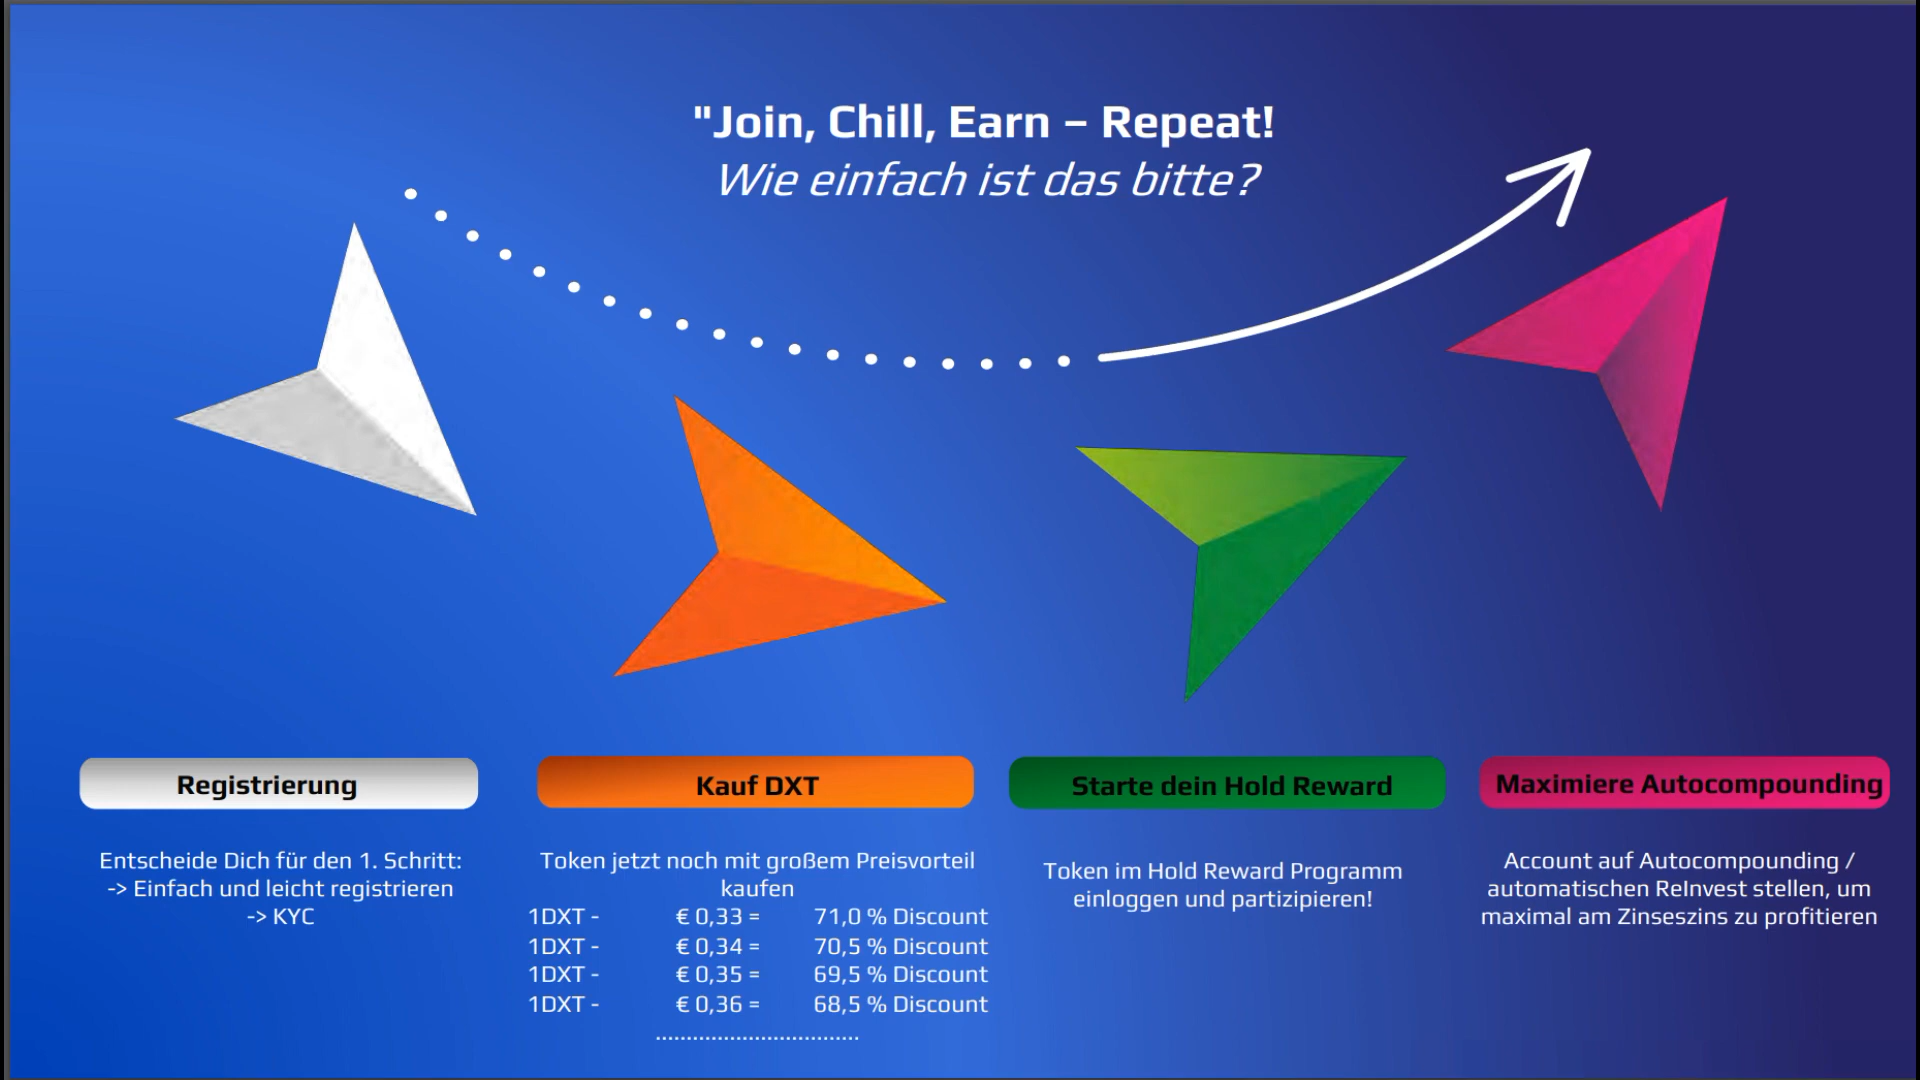 "Join, Chill, Earn – Repeat!
Wie einfach ist das bitte?
Registrierung
Entscheide Dich für den 1. Schritt:
-> Einfach und leicht registrieren
-> KYC
Kauf DXT
Token jetzt noch mit großem Preisvorteil
kaufen
1DXT - € 0,33 = 71,0 % Discount
1DXT - € 0,34 = 70,5 % Discount
1DXT - € 0,35 = 69,5 % Discount
1DXT - € 0,36 = 68,5 % Discount
.................................
Starte dein Hold Reward
Token im Hold Reward Programm
einloggen und partizipieren!
Maximiere Autocompounding
Account auf Autocompounding /
automatischen ReInvest stellen, um
maximal am Zinseszins zu profitieren